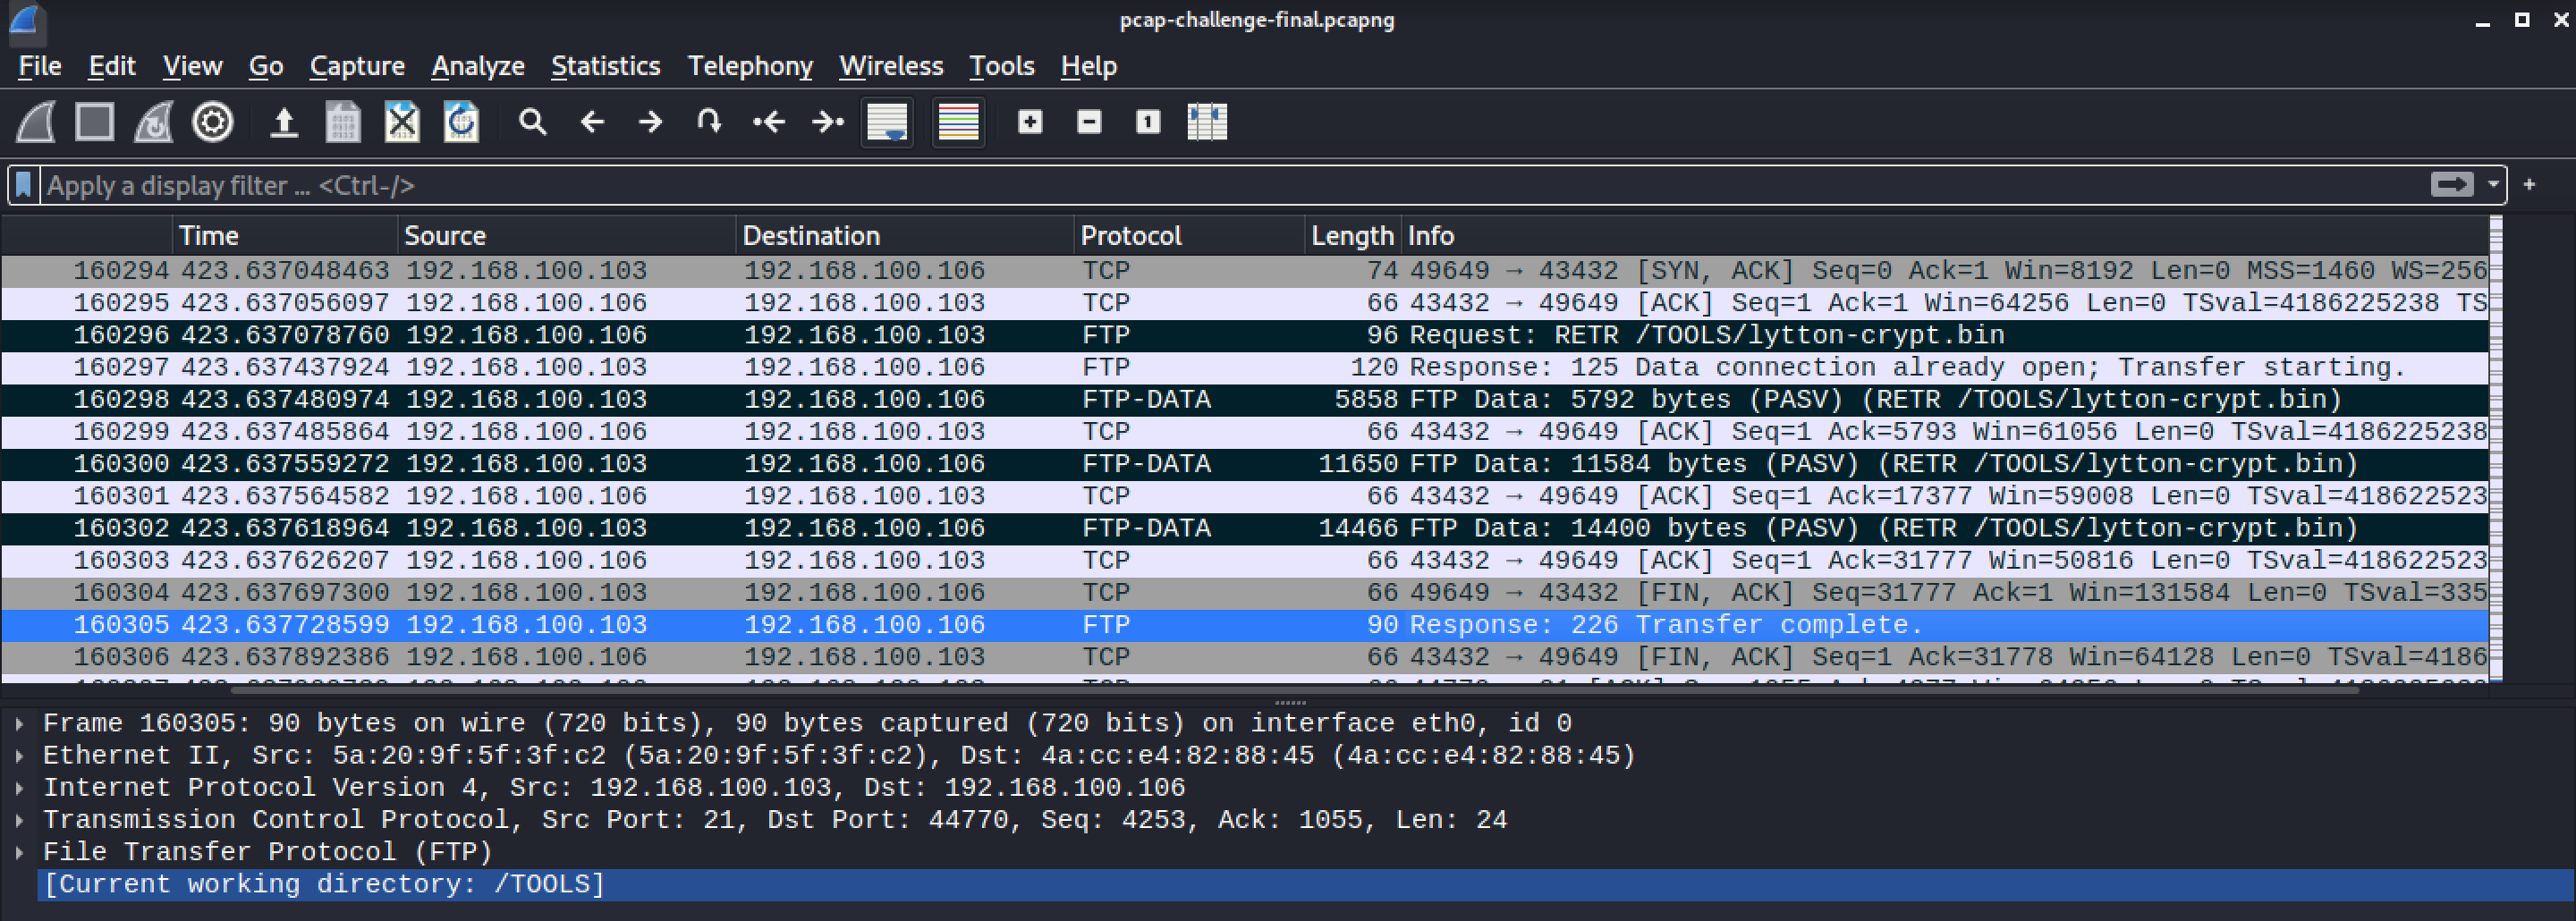 pcap-challenge-final.pcapng
File Edit View Go Capture Analyze Statistics Telephony Wireless Tools Help
Apply a display filter ... <Ctrl-/>
Time Source Destination Protocol Length Info
160294 423.637048463 192.168.100.103 192.168.100.106 TCP 74 49649 → 43432 [SYN, ACK] Seq=0 Ack=1 Win=8192 Len=0 MSS=1460 WS=256
160295 423.637056097 192.168.100.106 192.168.100.103 TCP 66 43432 → 49649 [ACK] Seq=1 Ack=1 Win=64256 Len=0 TSval=4186225238 TS
160296 423.637078760 192.168.100.106 192.168.100.103 FTP 96 Request: RETR /TOOLS/lytton-crypt.bin
160297 423.637437924 192.168.100.103 192.168.100.106 FTP 120 Response: 125 Data connection already open; Transfer starting.
160298 423.637480974 192.168.100.103 192.168.100.106 FTP-DATA 5858 FTP Data: 5792 bytes (PASV) (RETR /TOOLS/lytton-crypt.bin)
160299 423.637485864 192.168.100.106 192.168.100.103 TCP 66 43432 → 49649 [ACK] Seq=1 Ack=5793 Win=61056 Len=0 TSval=4186225238
160300 423.637559272 192.168.100.103 192.168.100.106 FTP-DATA 11650 FTP Data: 11584 bytes (PASV) (RETR /TOOLS/lytton-crypt.bin)
160301 423.637564582 192.168.100.106 192.168.100.103 TCP 66 43432 → 49649 [ACK] Seq=1 Ack=17377 Win=59008 Len=0 TSval=418622523
160302 423.637618964 192.168.100.103 192.168.100.106 FTP-DATA 14466 FTP Data: 14400 bytes (PASV) (RETR /TOOLS/lytton-crypt.bin)
160303 423.637626207 192.168.100.106 192.168.100.103 TCP 66 43432 → 49649 [ACK] Seq=1 Ack=31777 Win=50816 Len=0 TSval=418622523
160304 423.637697300 192.168.100.103 192.168.100.106 TCP 66 49649 → 43432 [FIN, ACK] Seq=31777 Ack=1 Win=131584 Len=0 TSval=335
160305 423.637728599 192.168.100.103 192.168.100.106 FTP 90 Response: 226 Transfer complete.
160306 423.637892386 192.168.100.106 192.168.100.103 TCP 66 43432 → 49649 [FIN, ACK] Seq=1 Ack=31778 Win=64128 Len=0 TSval=4186
Frame 160305: 90 bytes on wire (720 bits), 90 bytes captured (720 bits) on interface eth0, id 0
Ethernet II, Src: 5a:20:9f:5f:3f:c2 (5a:20:9f:5f:3f:c2), Dst: 4a:cc:e4:82:88:45 (4a:cc:e4:82:88:45)
Internet Protocol Version 4, Src: 192.168.100.103, Dst: 192.168.100.106
Transmission Control Protocol, Src Port: 21, Dst Port: 44770, Seq: 4253, Ack: 1055, Len: 24
File Transfer Protocol (FTP)
[Current working directory: /TOOLS]